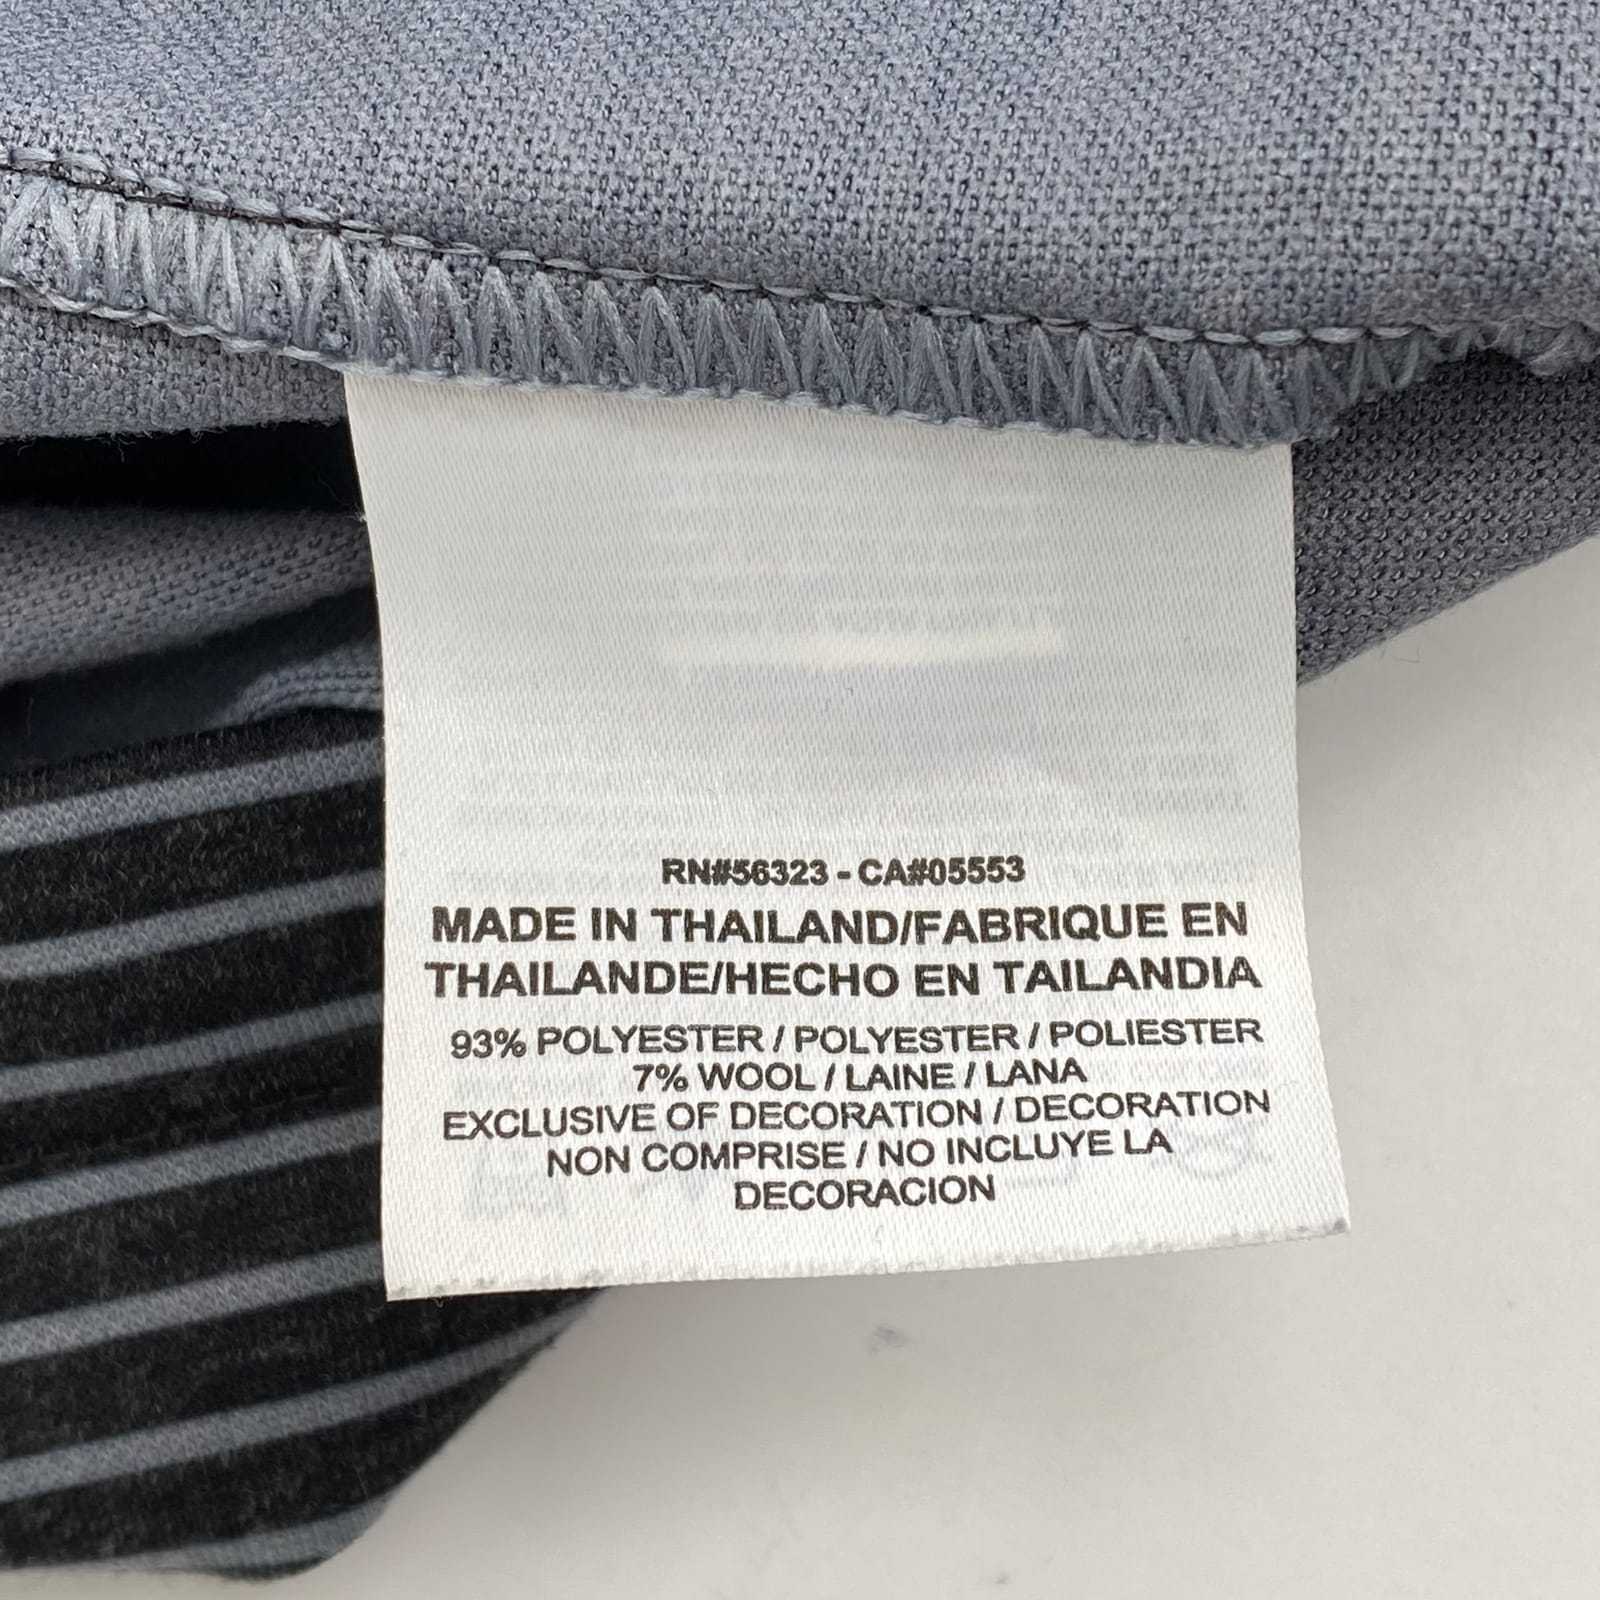 RN#56323 - CA#05553
MADE IN THAILAND/FABRIQUE EN
THAILANDE/HECHO EN TAILANDIA
93% POLYESTER / POLYESTER / POLIESTER
7% WOOL / LAINE / LANA
EXCLUSIVE OF DECORATION / DECORATION
NON COMPRISE / NO INCLUYE LA
DECORACION